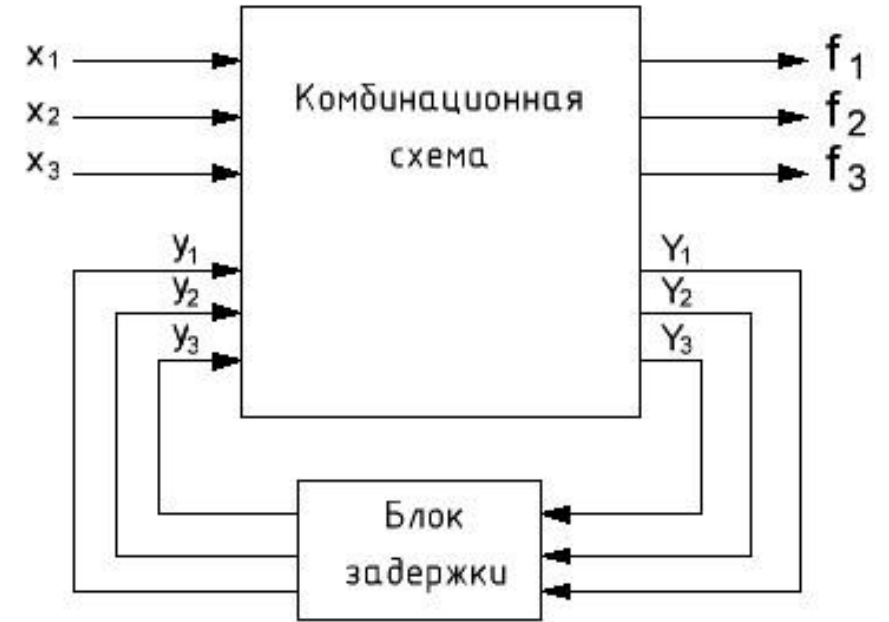 x₁
x₂
x₃
y₁
y₂
y₃
Комбинационная
схема
f₁
f₂
f₃
Y₁
Y₂
Y₃
Блок
задержки